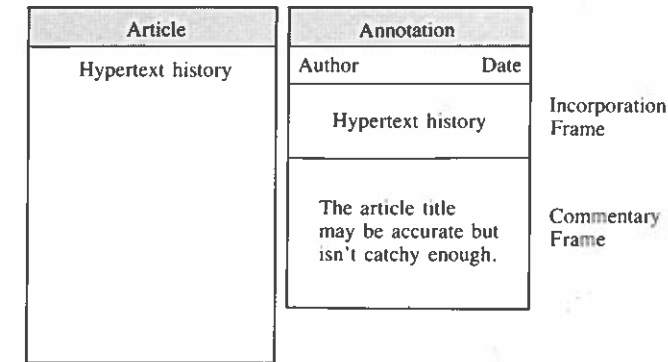 Article
Hypertext history
Annotation
Author Date
Hypertext history
Incorporation
Frame
The article title
may be accurate but
isn't catchy enough.
Commentary
Frame